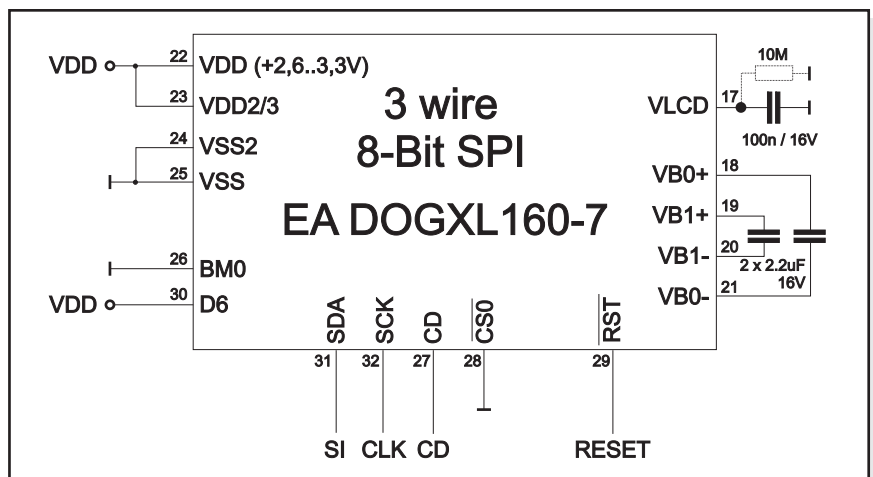 VDD 22 VDD (+2,6..3,3V)
23 VDD2/3
24 VSS2
25 VSS
26 BM0
VDD 30 D6
3 wire
8-Bit SPI
EA DOGXL160-7
10M
VLCD 17
100n / 16V
VB0+ 18
VB1+ 19
VB1- 20
2 x 2.2uF
16V
VB0- 21
SDA SCK CD CS0 RST
31 32 27 28 29
SI CLK CD RESET